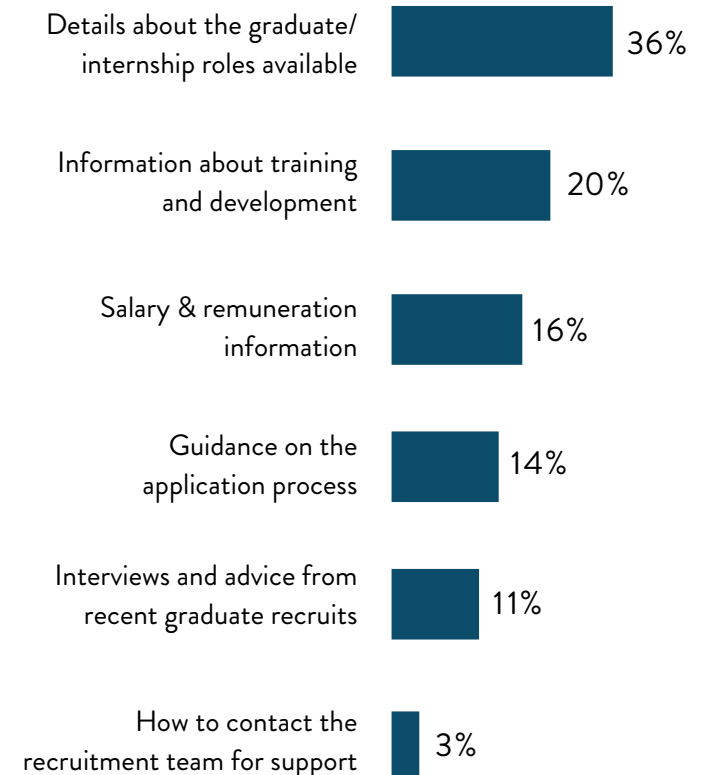 Details about the graduate/
internship roles available
36%
Information about training
and development
20%
Salary & remuneration
information
16%
Guidance on the
application process
14%
Interviews and advice from
recent graduate recruits
11%
How to contact the
recruitment team for support
3%